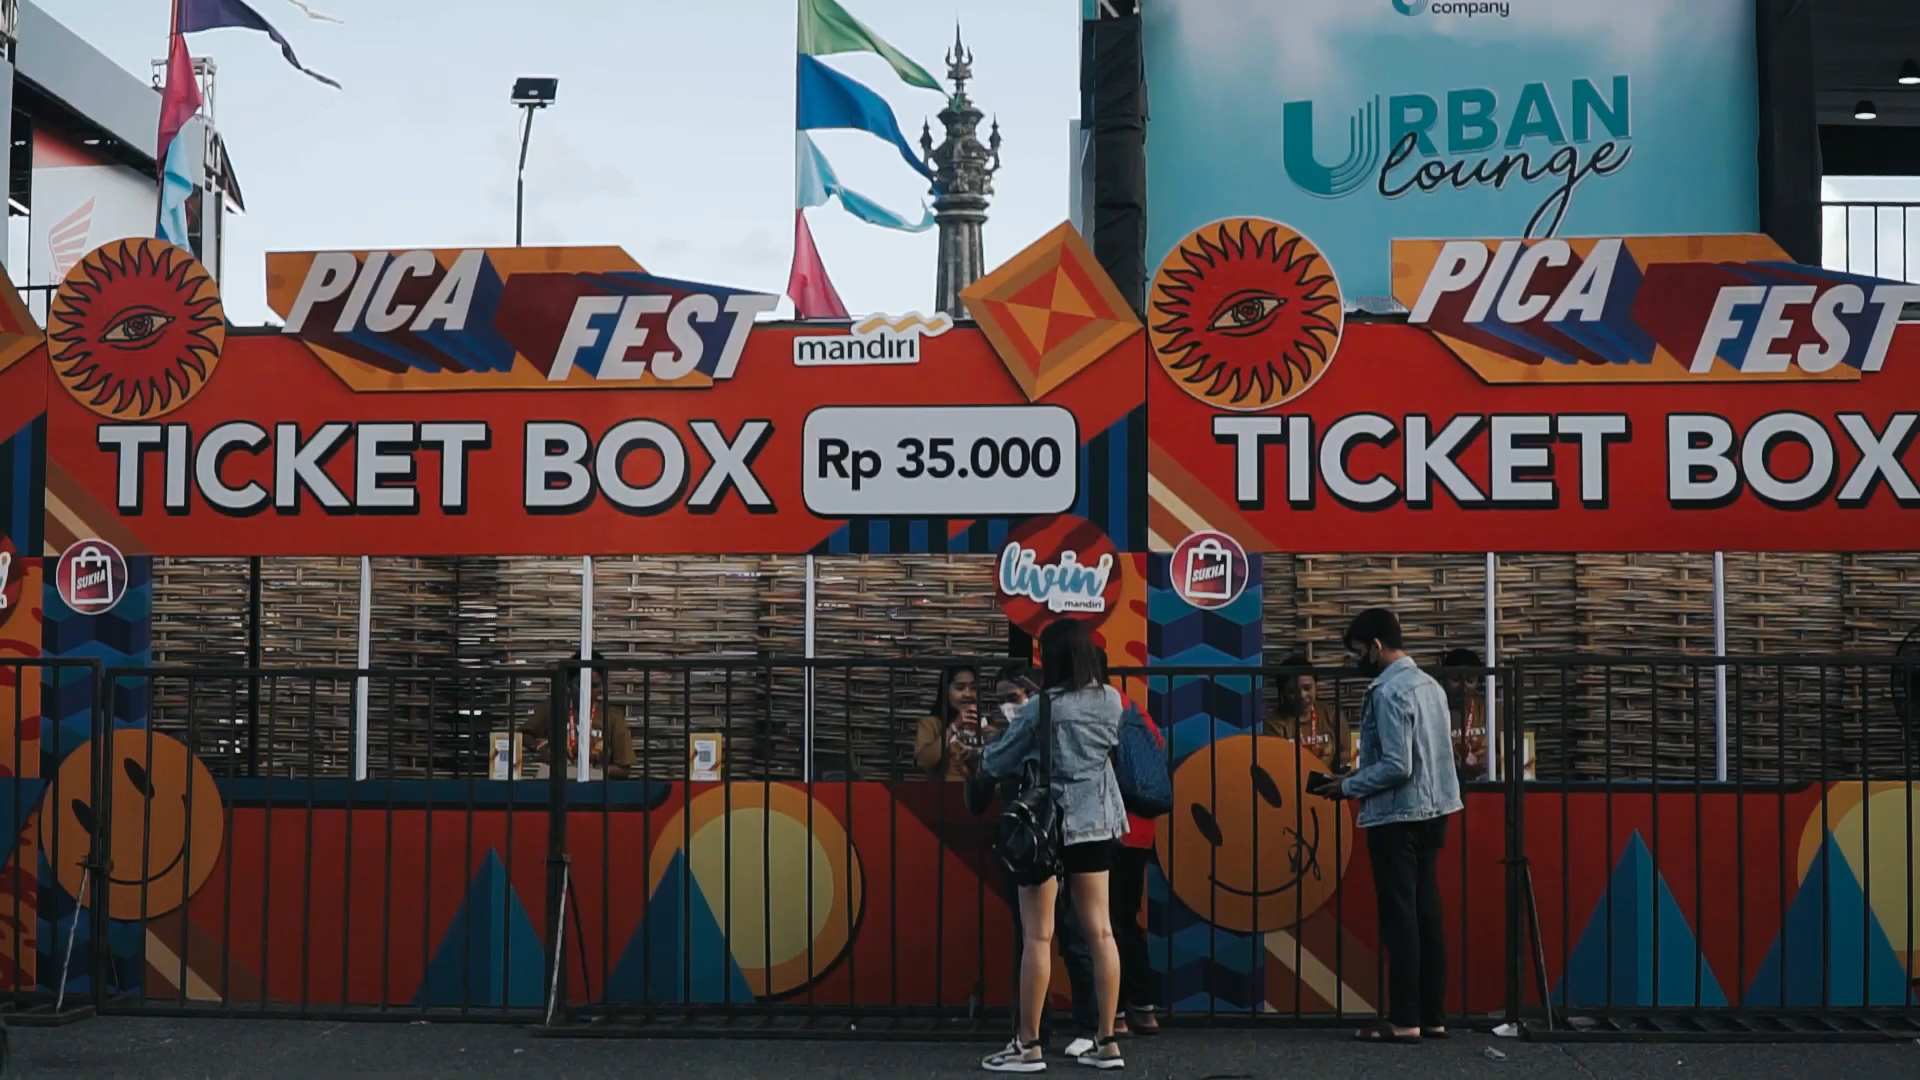 company
URBAN
lounge
PICA
FEST
mandiri
TICKET BOX
Rp 35.000
PICA
FEST
TICKET BOX
SUKHA
livin'
by mandiri
SUKHA